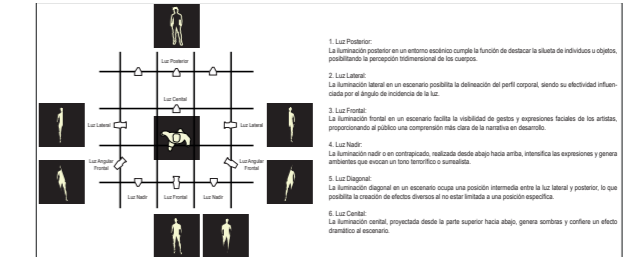 Luz Posterior
Luz Cenital
Luz Lateral
Luz Lateral
Luz Angular
Frontal
Luz Angular
Frontal
Luz Nadir
Luz Frontal
Luz Nadir
1. Luz Posterior:
La iluminación posterior en un entorno escénico cumple la función de destacar la silueta de individuos u objetos,
posibilitando la percepción tridimensional de los cuerpos.
2. Luz Lateral:
La iluminación lateral en un escenario posibilita la delineación del perfil corporal, siendo su efectividad influen-
ciada por el ángulo de incidencia de la luz.
3. Luz Frontal:
La iluminación frontal en un escenario facilita la visibilidad de gestos y expresiones faciales de los artistas,
proporcionando al público una comprensión más clara de la narrativa en desarrollo.
4. Luz Nadir:
La iluminación nadir o en contrapicado, realizada desde abajo hacia arriba, intensifica las expresiones y genera
ambientes que evocan un tono terrorífico o surrealista.
5. Luz Diagonal:
La iluminación diagonal en un escenario ocupa una posición intermedia entre la luz lateral y posterior, lo que
posibilita la creación de efectos diversos al no estar limitada a una posición específica.
6. Luz Cenital:
La iluminación cenital, proyectada desde la parte superior hacia abajo, genera sombras y confiere un efecto
dramático al escenario.